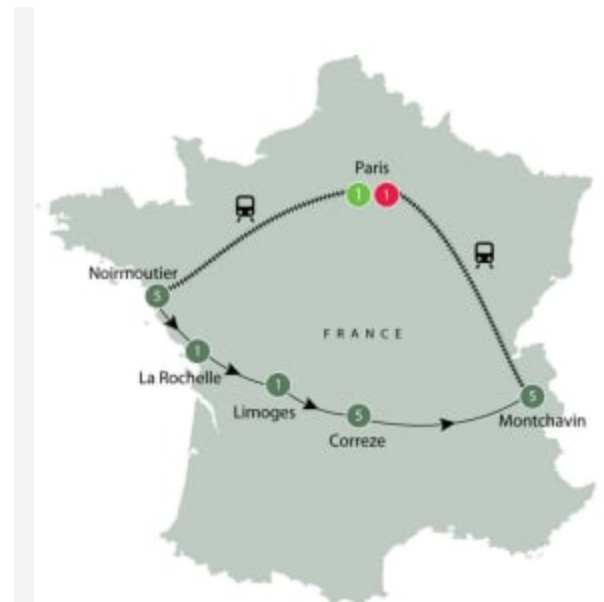 Paris
1 1
Noirmoutier
5
FRANCE
1
La Rochelle
1
Limoges
5
Correze
5
Montchavin